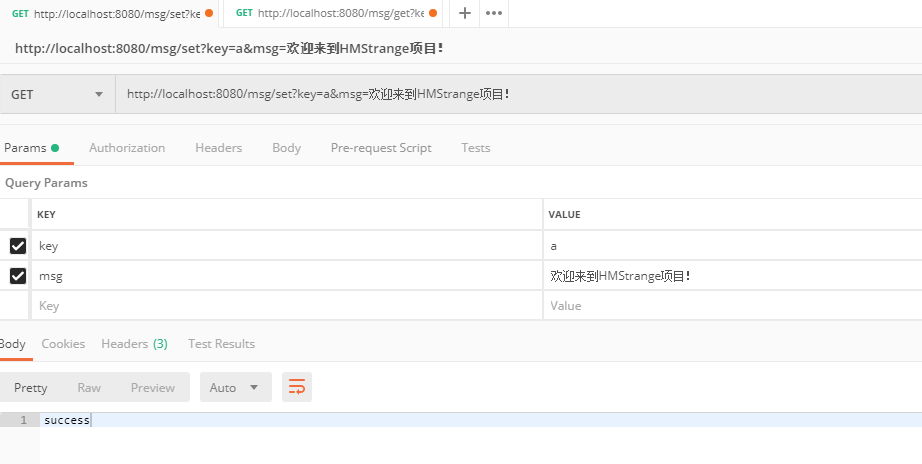 GET http://localhost:8080/msg/set?ke GET http://localhost:8080/msg/get?ke + •••
http://localhost:8080/msg/set?key=a&msg=欢迎来到HMStrange项目!
GET http://localhost:8080/msg/set?key=a&msg=欢迎来到HMStrange项目!
Params Authorization Headers Body Pre-request Script Tests
Query Params
KEY VALUE
key a
msg 欢迎来到HMStrange项目!
Key Value
Body Cookies Headers (3) Test Results
Pretty Raw Preview Auto
1 success